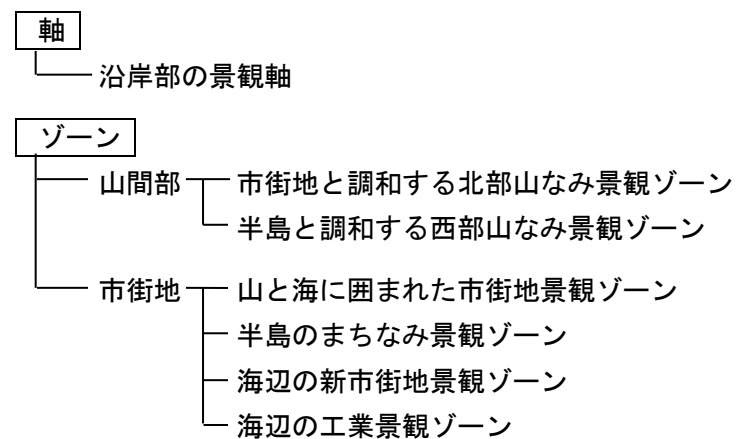 軸
沿岸部の景観軸
ゾーン
山間部 市街地と調和する北部山なみ景観ゾーン
半島と調和する西部山なみ景観ゾーン
市街地 山と海に囲まれた市街地景観ゾーン
半島のまちなみ景観ゾーン
海辺の新市街地景観ゾーン
海辺の工業景観ゾーン